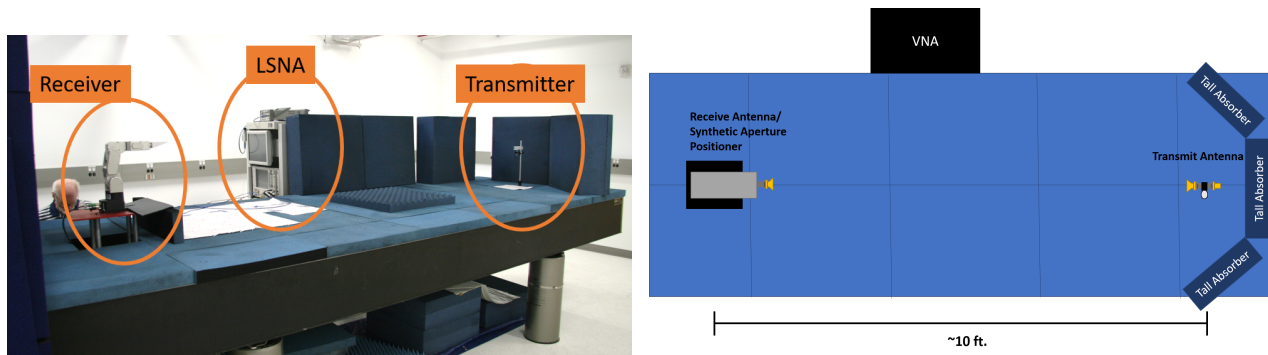 Receiver
LSNA
Transmitter
VNA
Receive Antenna/
Synthetic Aperture
Positioner
Transmit Antenna
Tall Absorber
Tall Absorber
Tall Absorber
~10 ft.